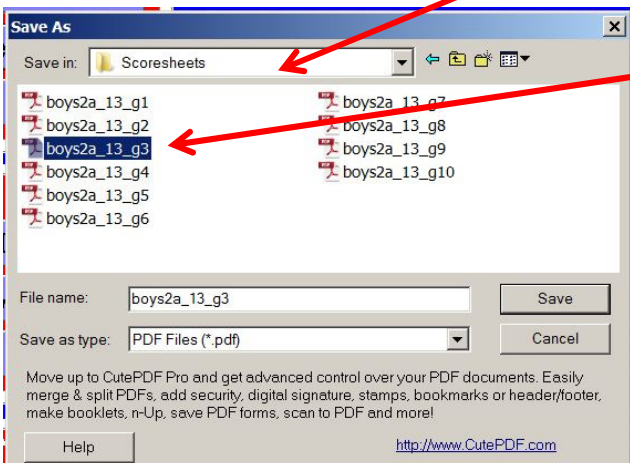 Save As
Save in: Scoresheets
boys2a_13_g1
boys2a_13_g2
boys2a_13_g3
boys2a_13_g4
boys2a_13_g5
boys2a_13_g6
boys2a_13_g7
boys2a_13_g8
boys2a_13_g9
boys2a_13_g10
File name: boys2a_13_g3
Save
Save as type: PDF Files (*.pdf)
Cancel
Move up to CutePDF Pro and get advanced control over your PDF documents. Easily
merge & split PDFs, add security, digital signature, stamps, bookmarks or header/footer,
make booklets, n-Up, save PDF forms, scan to PDF and more!
Help
http://www.CutePDF.com